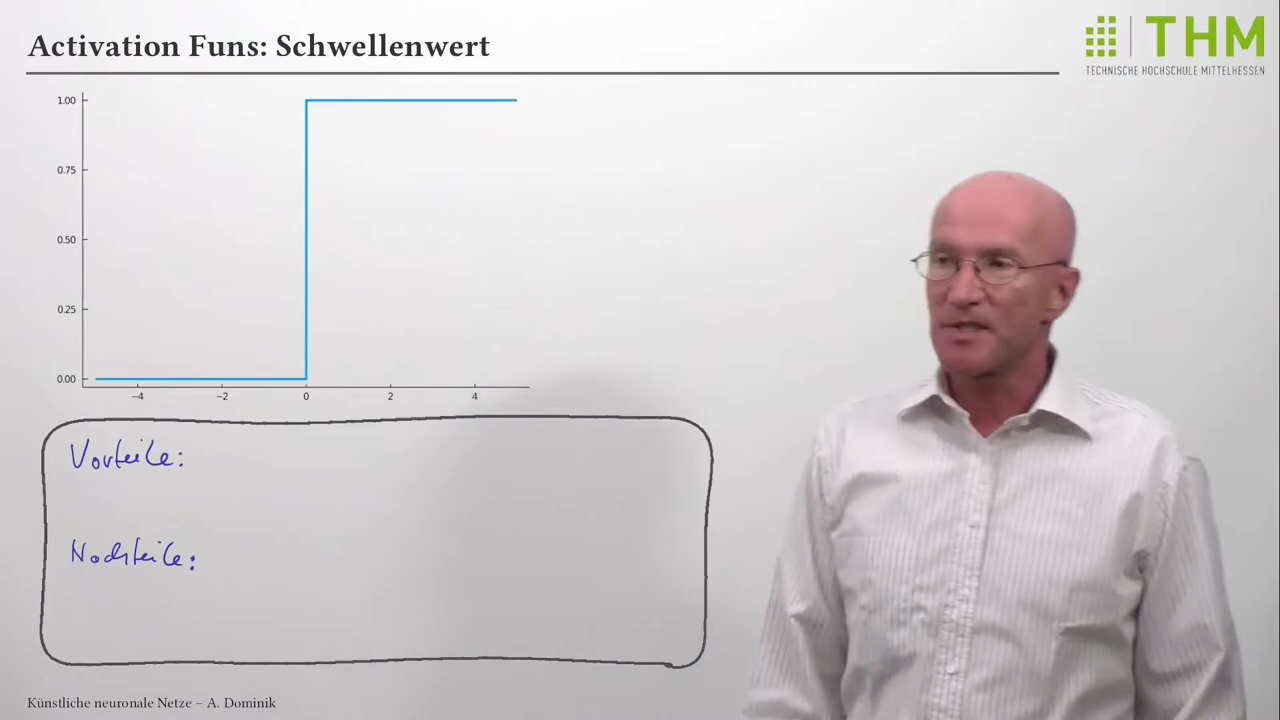 Activation Funs: Schwellenwert
THM
TECHNISCHE HOCHSCHULE MITTELHESSEN
1.00
0.75
0.50
0.25
0.00
−4 −2 0 2 4
Vorteile:
Nachteile:
Künstliche neuronale Netze – A. Dominik